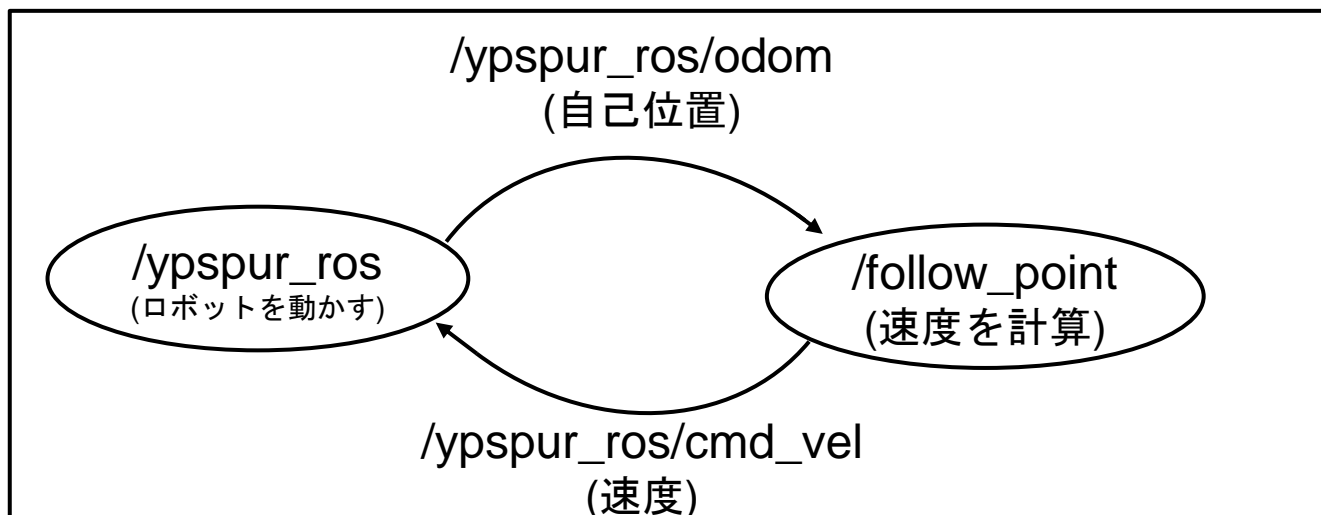 /ypspur_ros/odom
(自己位置)
/ypspur_ros
(ロボットを動かす)
/follow_point
(速度を計算)
/ypspur_ros/cmd_vel
(速度)